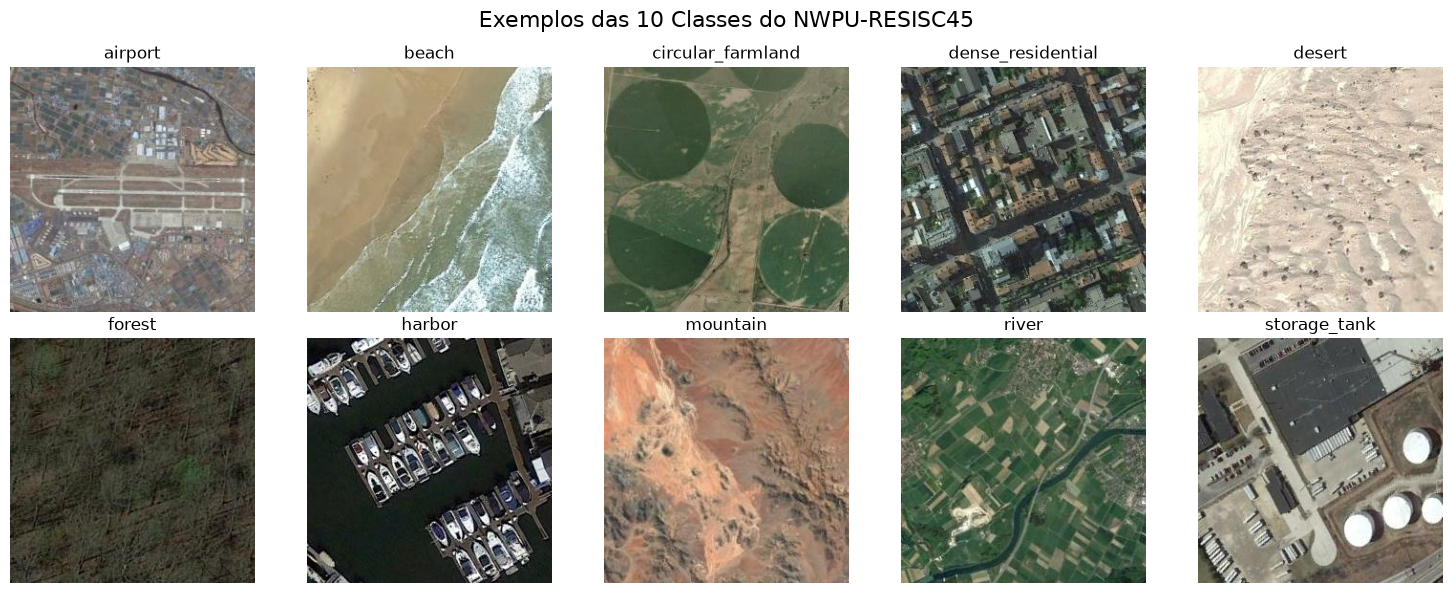 Exemplos das 10 Classes do NWPU-RESISC45
airport
beach
circular_farmland
dense_residential
desert
forest
harbor
mountain
river
storage_tank